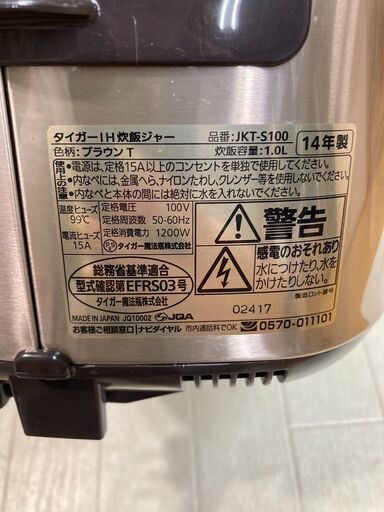 タイガーIH炊飯ジャー 品番:JKT-S100
色柄:ブラウンT 炊飯容量:1.0L 14年製
使用上の注意
●電源は、定格15A以上のコンセントを単独で使用してください。
●内なべには、金属へら、ナイロンたわし、クレンザー等を使用しないでください。
●内なべと本体の間には絶対に水を入れないでください。
温度ヒューズ 99℃
電流ヒューズ 15A
定格電圧 100V
定格周波数 50-60Hz
定格消費電力 1200W
タイガー魔法瓶株式会社
総務省基準適合
型式確認第EFRS03号
タイガー魔法瓶株式会社
警告
感電のおそれあり
水につけたり、水を
かけたりしない。
製造ロット番号
02417
MADE IN JAPAN JQ10002 PSE JQA
お客様ご相談窓口 ナビダイヤル 市内通話料でOK 0570-011101